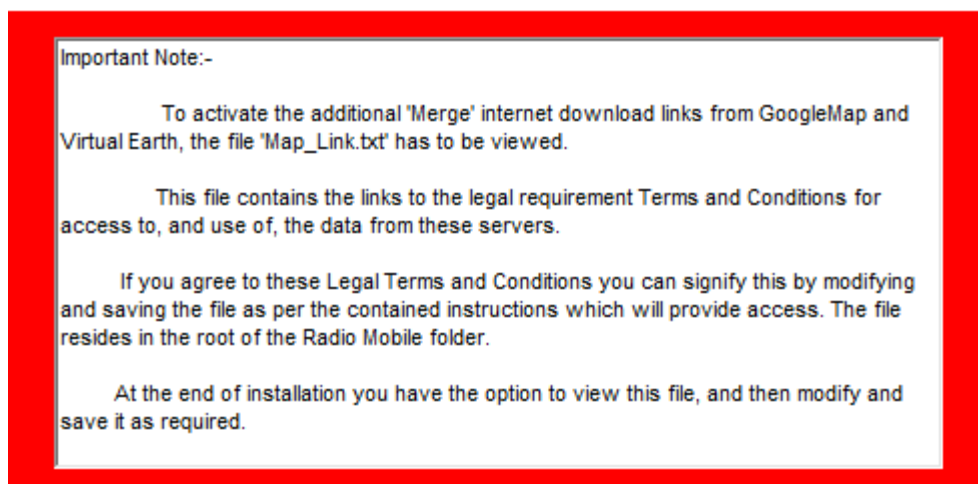 Important Note:-
To activate the additional 'Merge' internet download links from GoogleMap and
Virtual Earth, the file 'Map_Link.txt' has to be viewed.
This file contains the links to the legal requirement Terms and Conditions for
access to, and use of, the data from these servers.
If you agree to these Legal Terms and Conditions you can signify this by modifying
and saving the file as per the contained instructions which will provide access. The file
resides in the root of the Radio Mobile folder.
At the end of installation you have the option to view this file, and then modify and
save it as required.